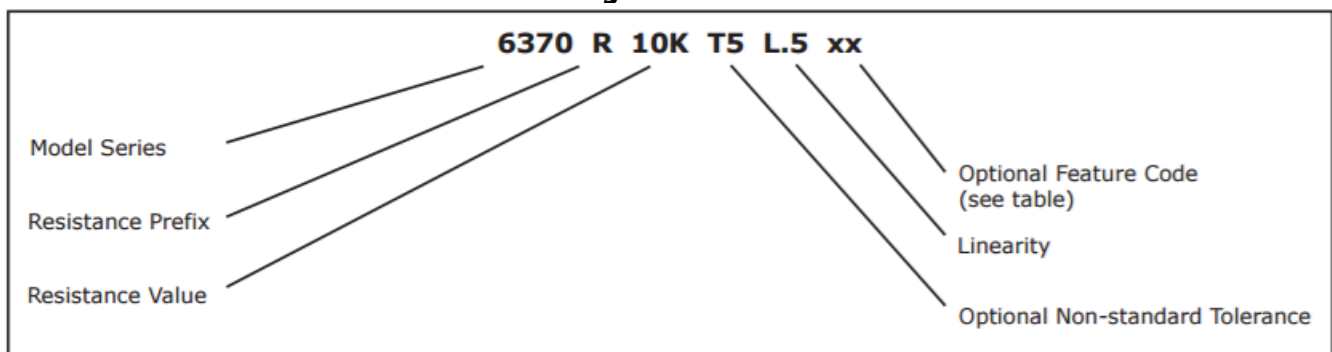 6370 R 10K T5 L.5 xx
Model Series
Resistance Prefix
Resistance Value
Optional Feature Code
(see table)
Linearity
Optional Non-standard Tolerance